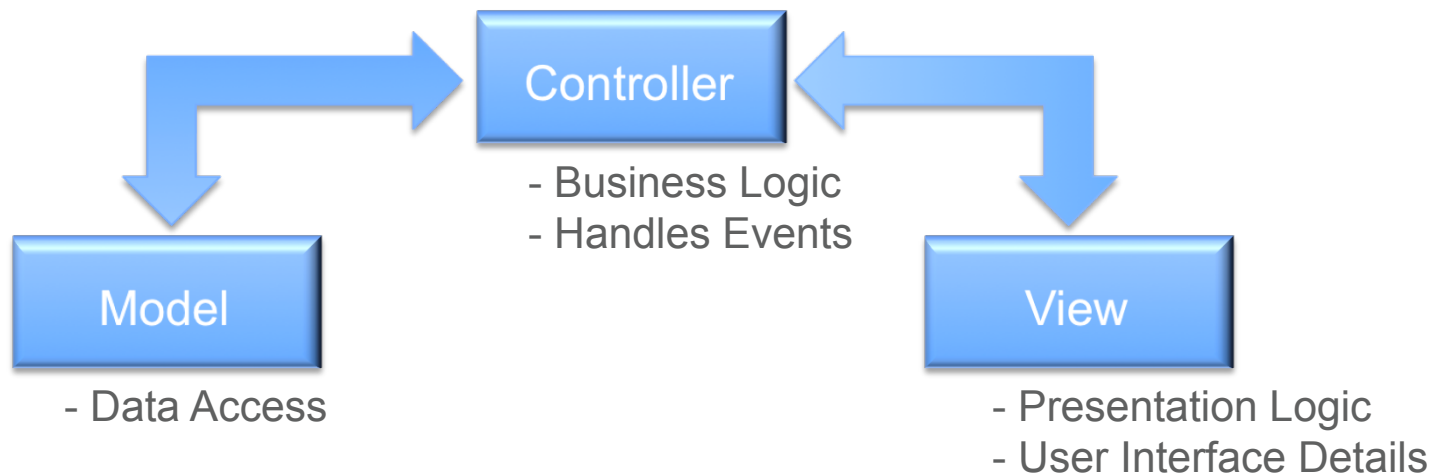 Controller
- Business Logic
- Handles Events
Model
- Data Access
View
- Presentation Logic
- User Interface Details